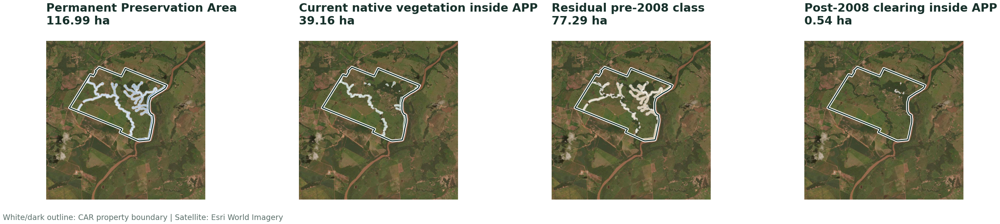 Permanent Preservation Area
116.99 ha
Current native vegetation inside APP
39.16 ha
Residual pre-2008 class
77.29 ha
Post-2008 clearing inside APP
0.54 ha
White/dark outline: CAR property boundary | Satellite: Esri World Imagery